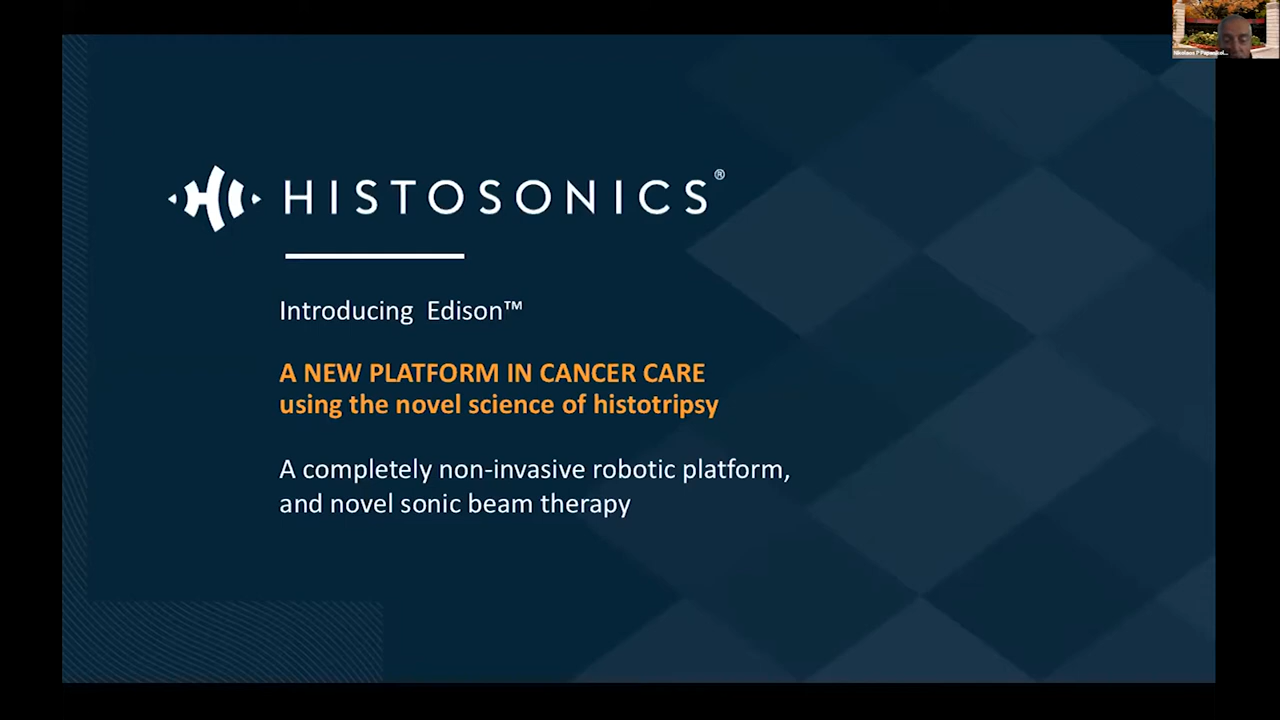 HISTOSONICS®
Introducing Edison™
A NEW PLATFORM IN CANCER CARE
using the novel science of histotripsy
A completely non-invasive robotic platform,
and novel sonic beam therapy